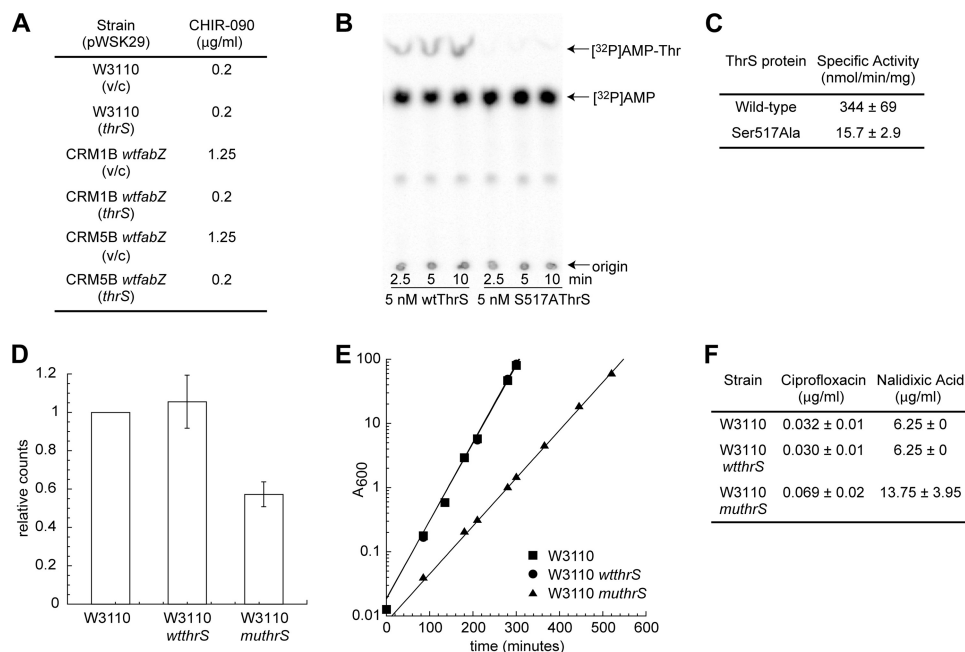 A
Strain CHIR-090
(pWSK29) (μg/ml)
W3110 0.2
(v/c)
W3110 0.2
(thrS)
CRM1B wtfabZ 1.25
(v/c)
CRM1B wtfabZ 0.2
(thrS)
CRM5B wtfabZ 1.25
(v/c)
CRM5B wtfabZ 0.2
(thrS)
B
[32P]AMP-Thr
[32P]AMP
origin
2.5 5 10 2.5 5 10 min
5 nM wtThrS 5 nM S517AThrS
C
ThrS protein Specific Activity
(nmol/min/mg)
Wild-type 344 ± 69
Ser517Ala 15.7 ± 2.9
D
relative counts
1.2
1
0.8
0.6
0.4
0.2
0
W3110 W3110 W3110
wtthrS muthrS
E
A600
100
10
1
0.1
0.01
W3110
W3110 wtthrS
W3110 muthrS
0 100 200 300 400 500 600
time (minutes)
F
Strain Ciprofloxacin Nalidixic Acid
(μg/ml) (μg/ml)
W3110 0.032 ± 0.01 6.25 ± 0
W3110 0.030 ± 0.01 6.25 ± 0
wtthrS
W3110 0.069 ± 0.02 13.75 ± 3.95
muthrS